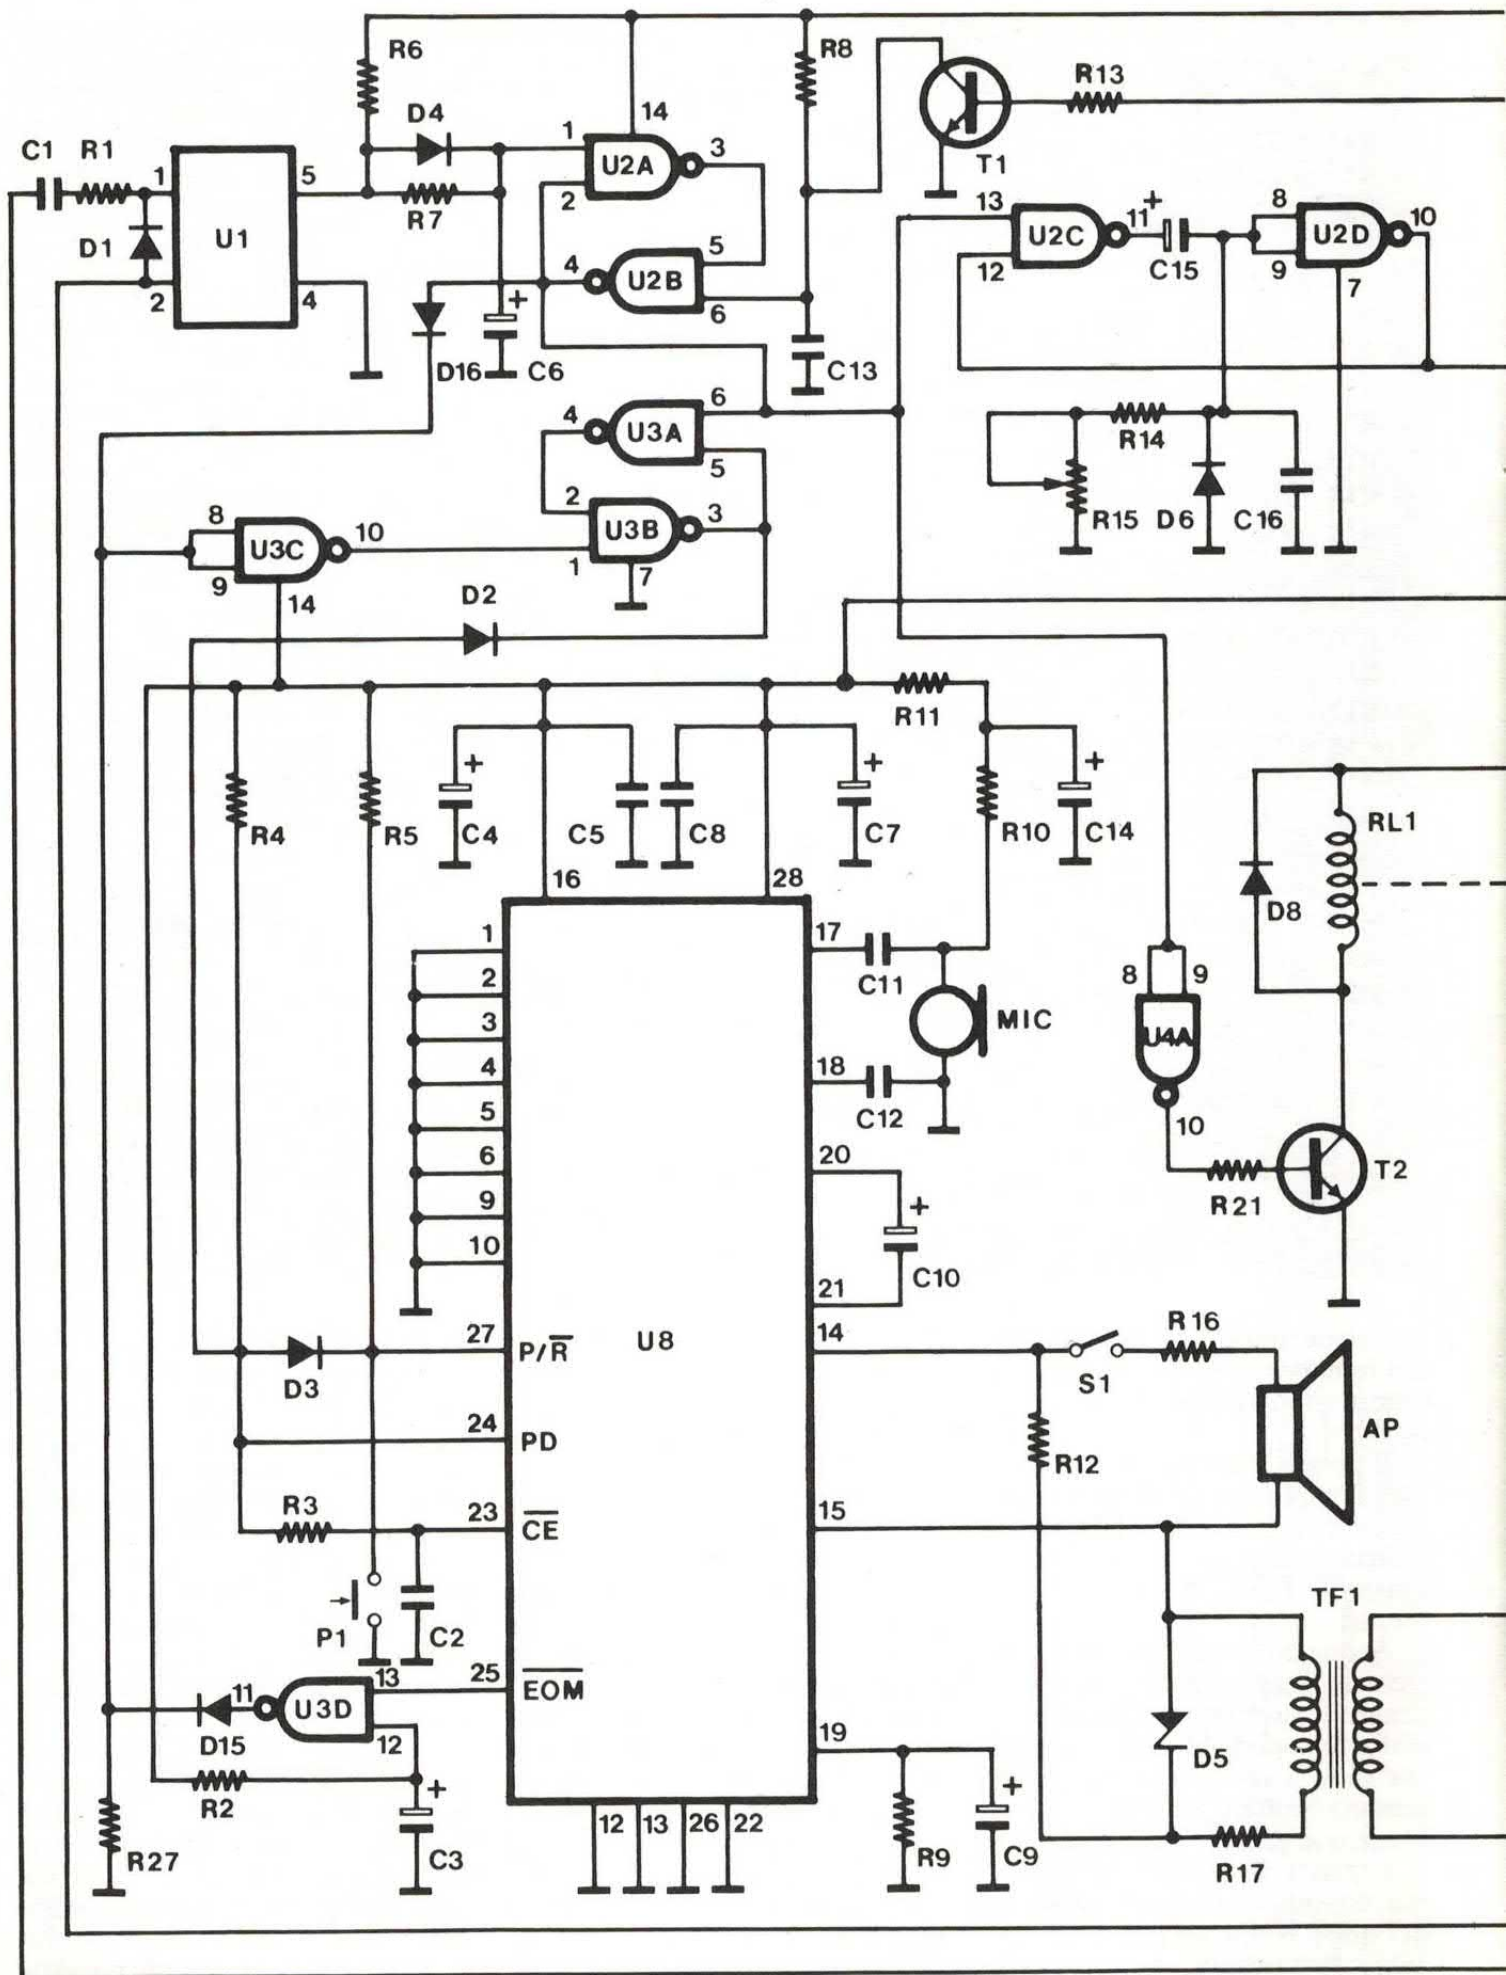 R6
R8
R13
D4
14
1
3
C1
R1
U2A
T1
1
5
2
13
8
R7
11
+
10
D1
U1
U2C
U2D
5
4
U2B
12
C15
9
2
4
7
+
6
D16
C6
C13
6
4
U3A
R14
5
2
R15
D6
C16
8
10
3
U3B
U3C
1
9
7
14
D2
R11
+
+
+
R4
R5
C4
C5
C8
C7
R10
C14
RL1
16
28
D8
1
17
2
8
9
C11
3
MIC
U4A
4
18
5
C12
10
6
20
T2
9
+
R21
10
C10
21
R16
27
P/R̅
U8
14
D3
S1
24
PD
AP
R12
R3
23
C̅E̅
15
TF1
P1
C2
25
E̅O̅M̅
13
11
U3D
19
D15
12
D5
R2
+
+
12
13
26
22
R27
C3
R9
C9
R17